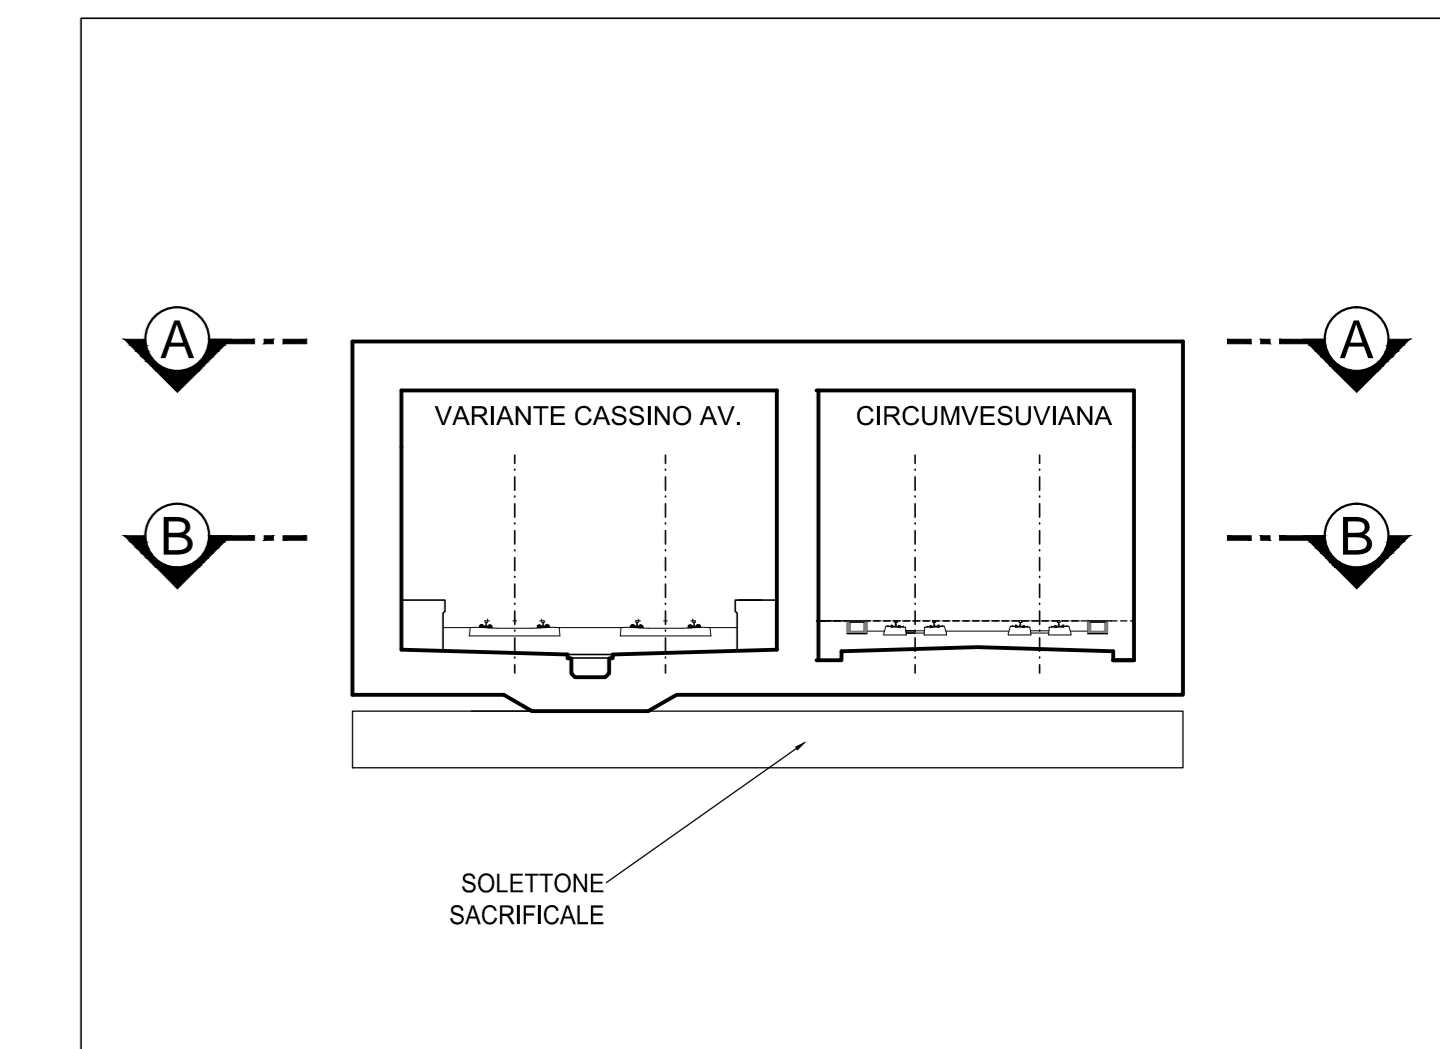 A
A
VARIANTE CASSINO AV.
CIRCUMVESUVIANA
B
B
SOLETTONE
SACRIFICALE